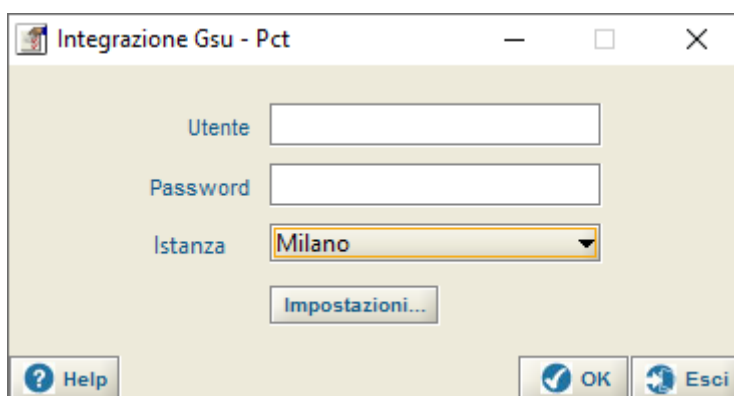 Integrazione Gsu - Pct
Utente
Password
Istanza Milano
Impostazioni...
Help OK Esci